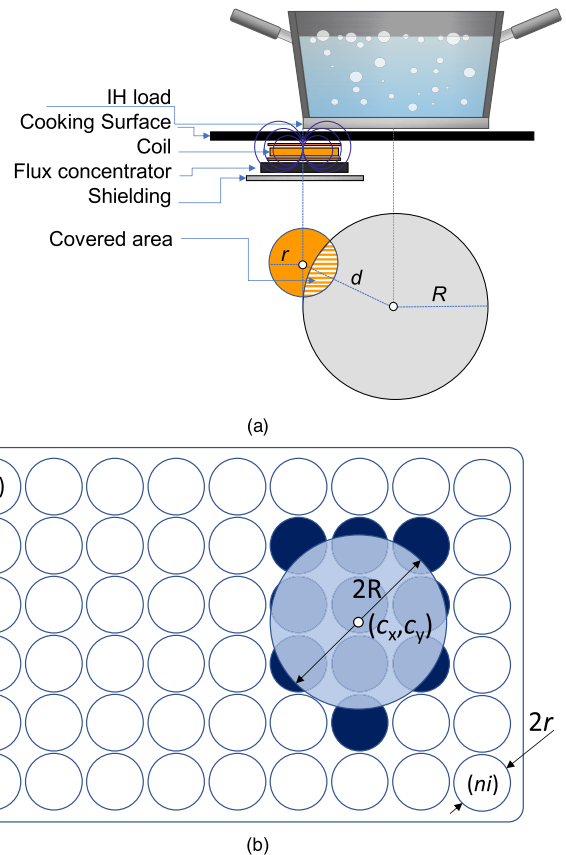 IH load
Cooking Surface
Coil
Flux concentrator
Shielding
Covered area
r
d
R
(a)
)
2R
(cx,cy)
2r
(ni)
(b)